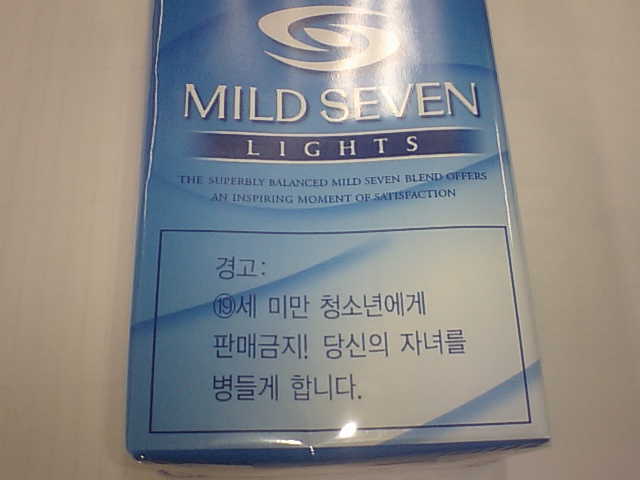 MILD SEVEN
LIGHTS
THE SUPERBLY BALANCED MILD SEVEN BLEND OFFERS
AN INSPIRING MOMENT OF SATISFACTION
경고:
⑲세 미만 청소년에게
판매금지! 당신의 자녀를
병들게 합니다.